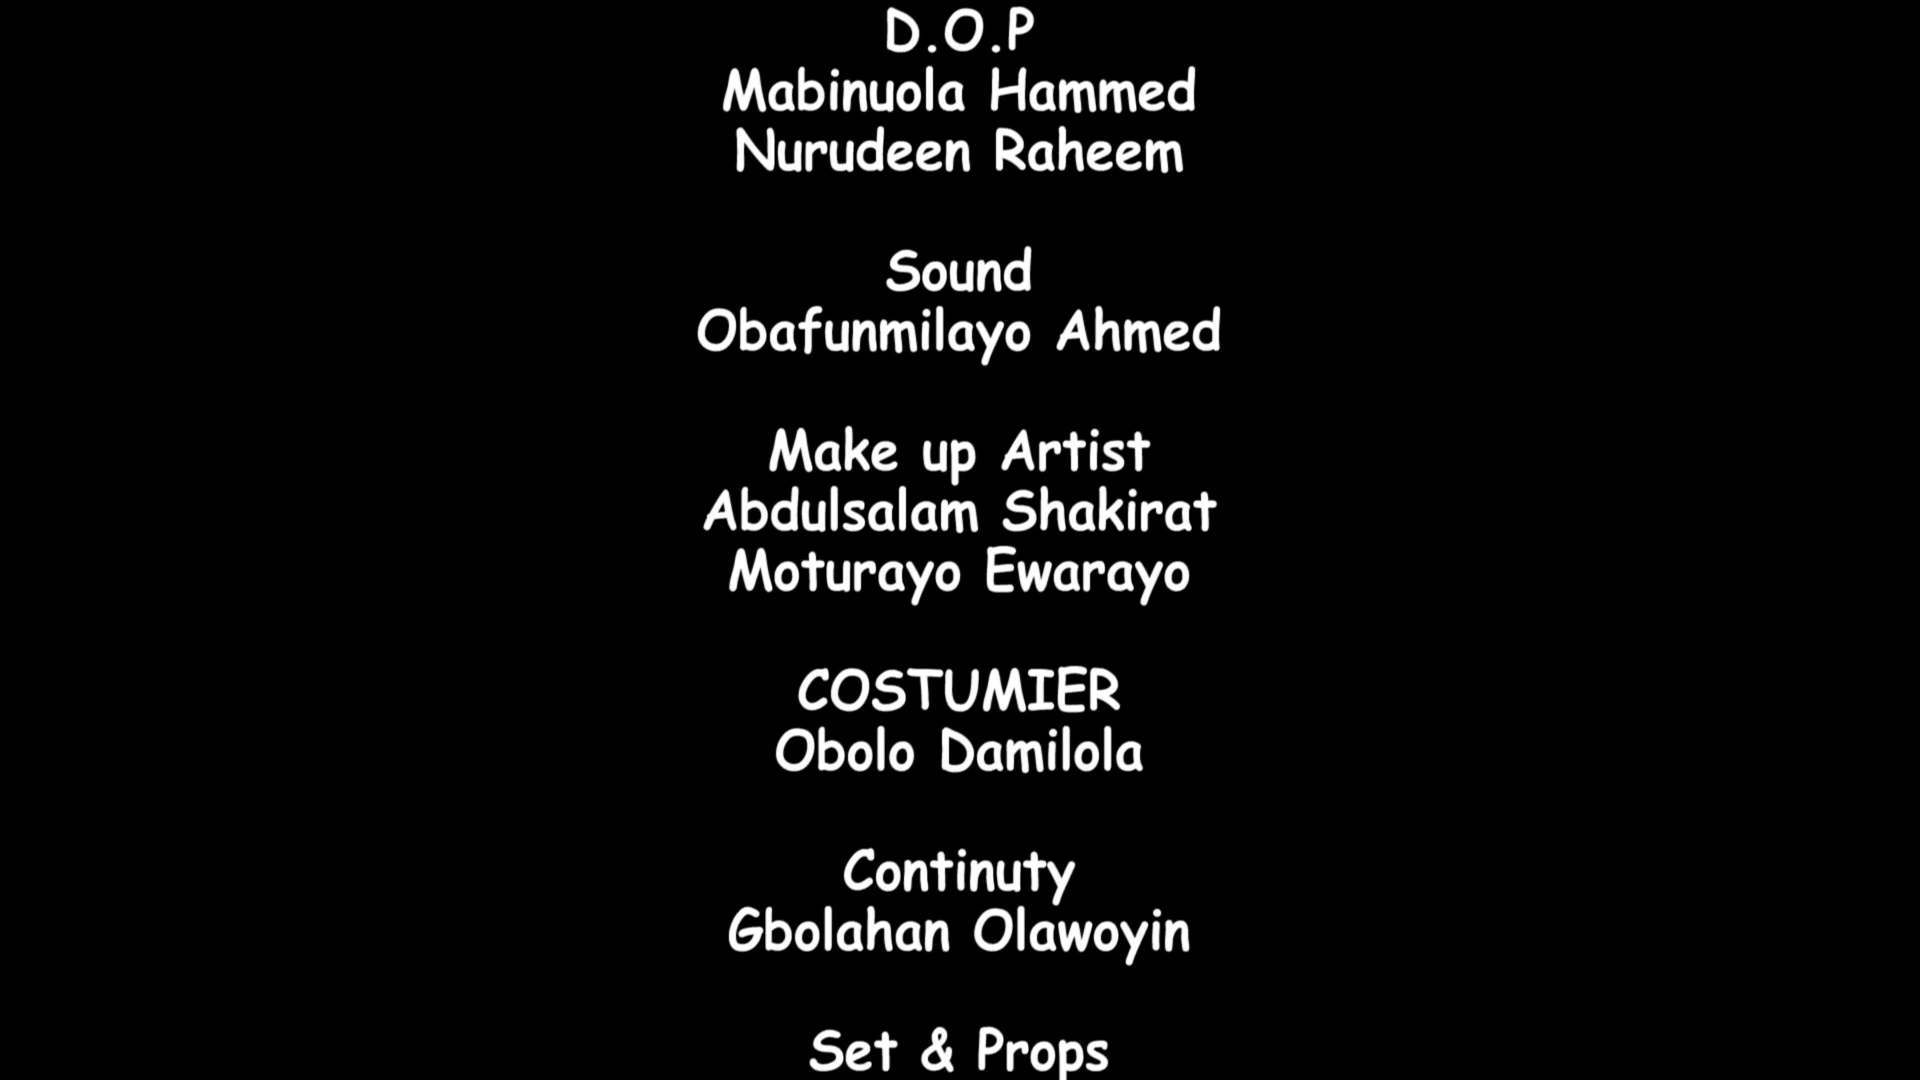 D.O.P
Mabinuola Hammed
Nurudeen Raheem
Sound
Obafunmilayo Ahmed
Make up Artist
Abdulsalam Shakirat
Moturayo Ewarayo
COSTUMIER
Obolo Damilola
Continuty
Gbolahan Olawoyin
Set & Props